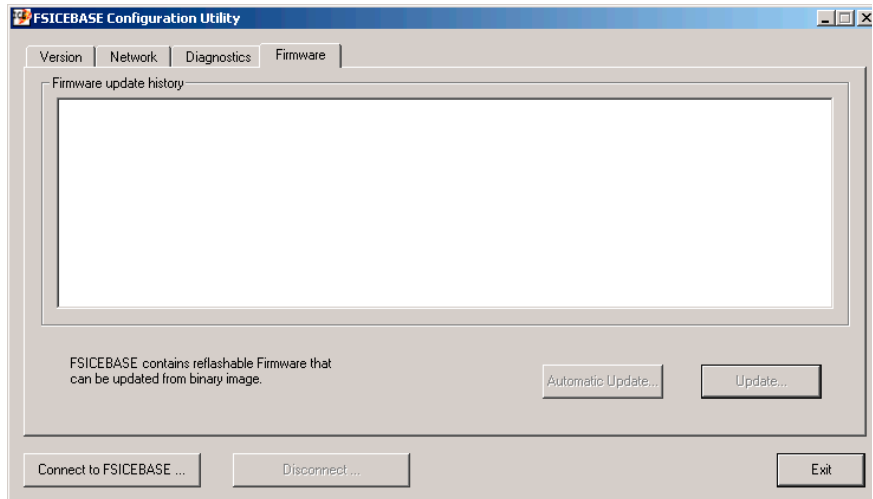 FSICEBASE Configuration Utility
Version Network Diagnostics Firmware
Firmware update history
FSICEBASE contains reflashable Firmware that
can be updated from binary image.
Automatic Update... Update...
Connect to FSICEBASE ... Disconnect ... Exit